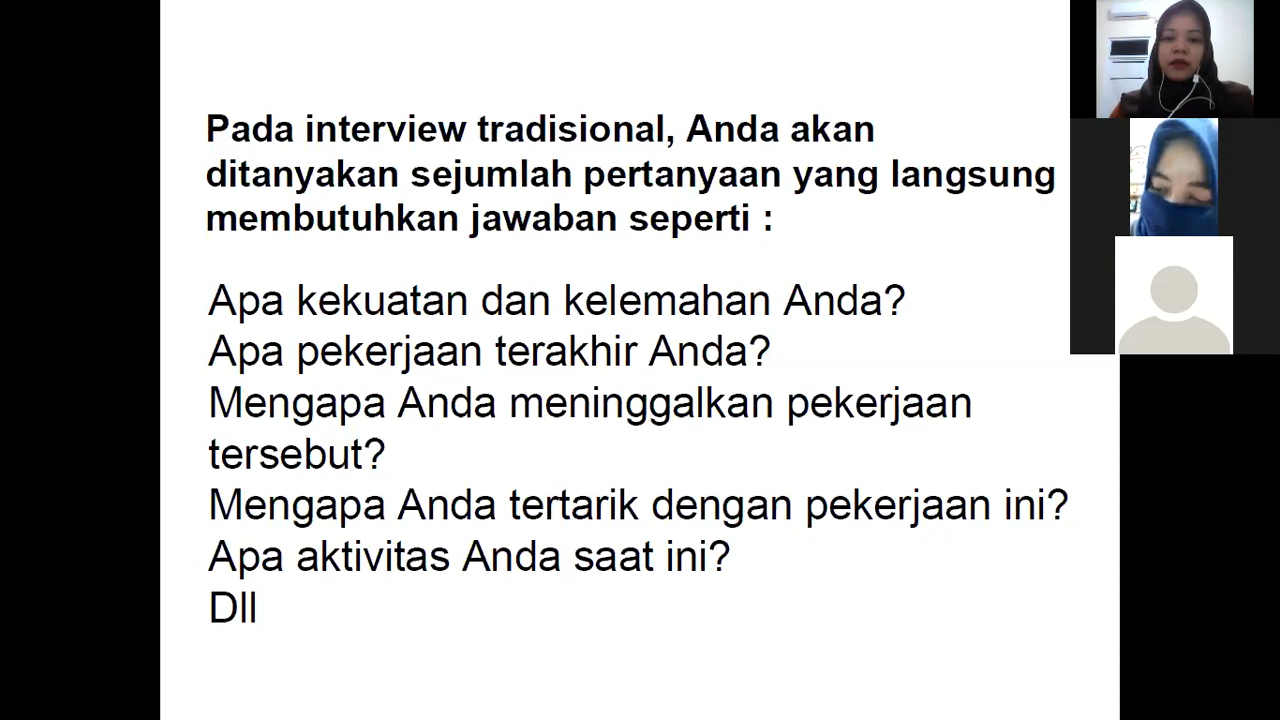 Pada interview tradisional, Anda akan
ditanyakan sejumlah pertanyaan yang langsung
membutuhkan jawaban seperti :
Apa kekuatan dan kelemahan Anda?
Apa pekerjaan terakhir Anda?
Mengapa Anda meninggalkan pekerjaan
tersebut?
Mengapa Anda tertarik dengan pekerjaan ini?
Apa aktivitas Anda saat ini?
Dll